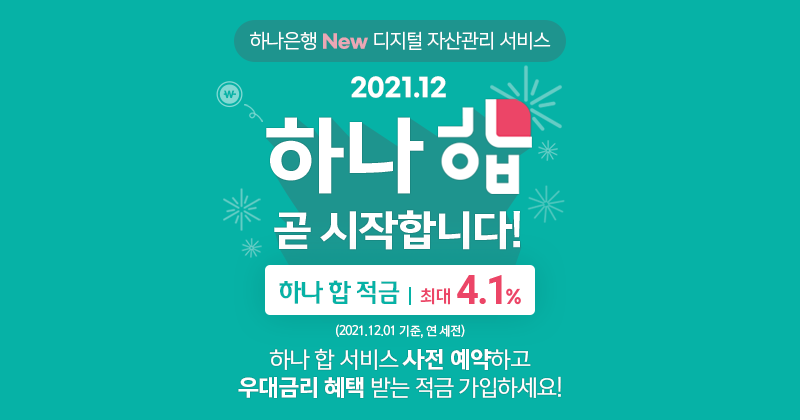 하나은행 New 디지털 자산관리 서비스
₩
2021.12
하나 합
곧 시작합니다!
하나 합 적금 | 최대 4.1%
(2021.12.01 기준, 연 세전)
하나 합 서비스 사전 예약하고
우대금리 혜택 받는 적금 가입하세요!